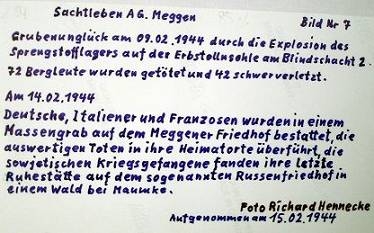 Sachtleben AG. Meggen
Bild Nr 7
Grubenunglück am 09.02.1944 durch die Explosion des
Sprengstofflagers auf der Erbstollnsohle am Blindschacht 2.
72 Bergleute wurden getötet und 42 schwerverletzt.
Am 14.02.1944
Deutsche, Italiener und Franzosen wurden in einem
Massengrab auf dem Meggener Friedhof bestattet, die
auswertigen Toten in ihre Heimatorte überführt, die
sowjetischen Kriegsgefangene fanden ihre letzte
Ruhestätte auf dem sogenannten Russenfriedhof in
einem Wald bei Maumke.
Foto Richard Hennecke
Aufgenommen am 15.02.1944